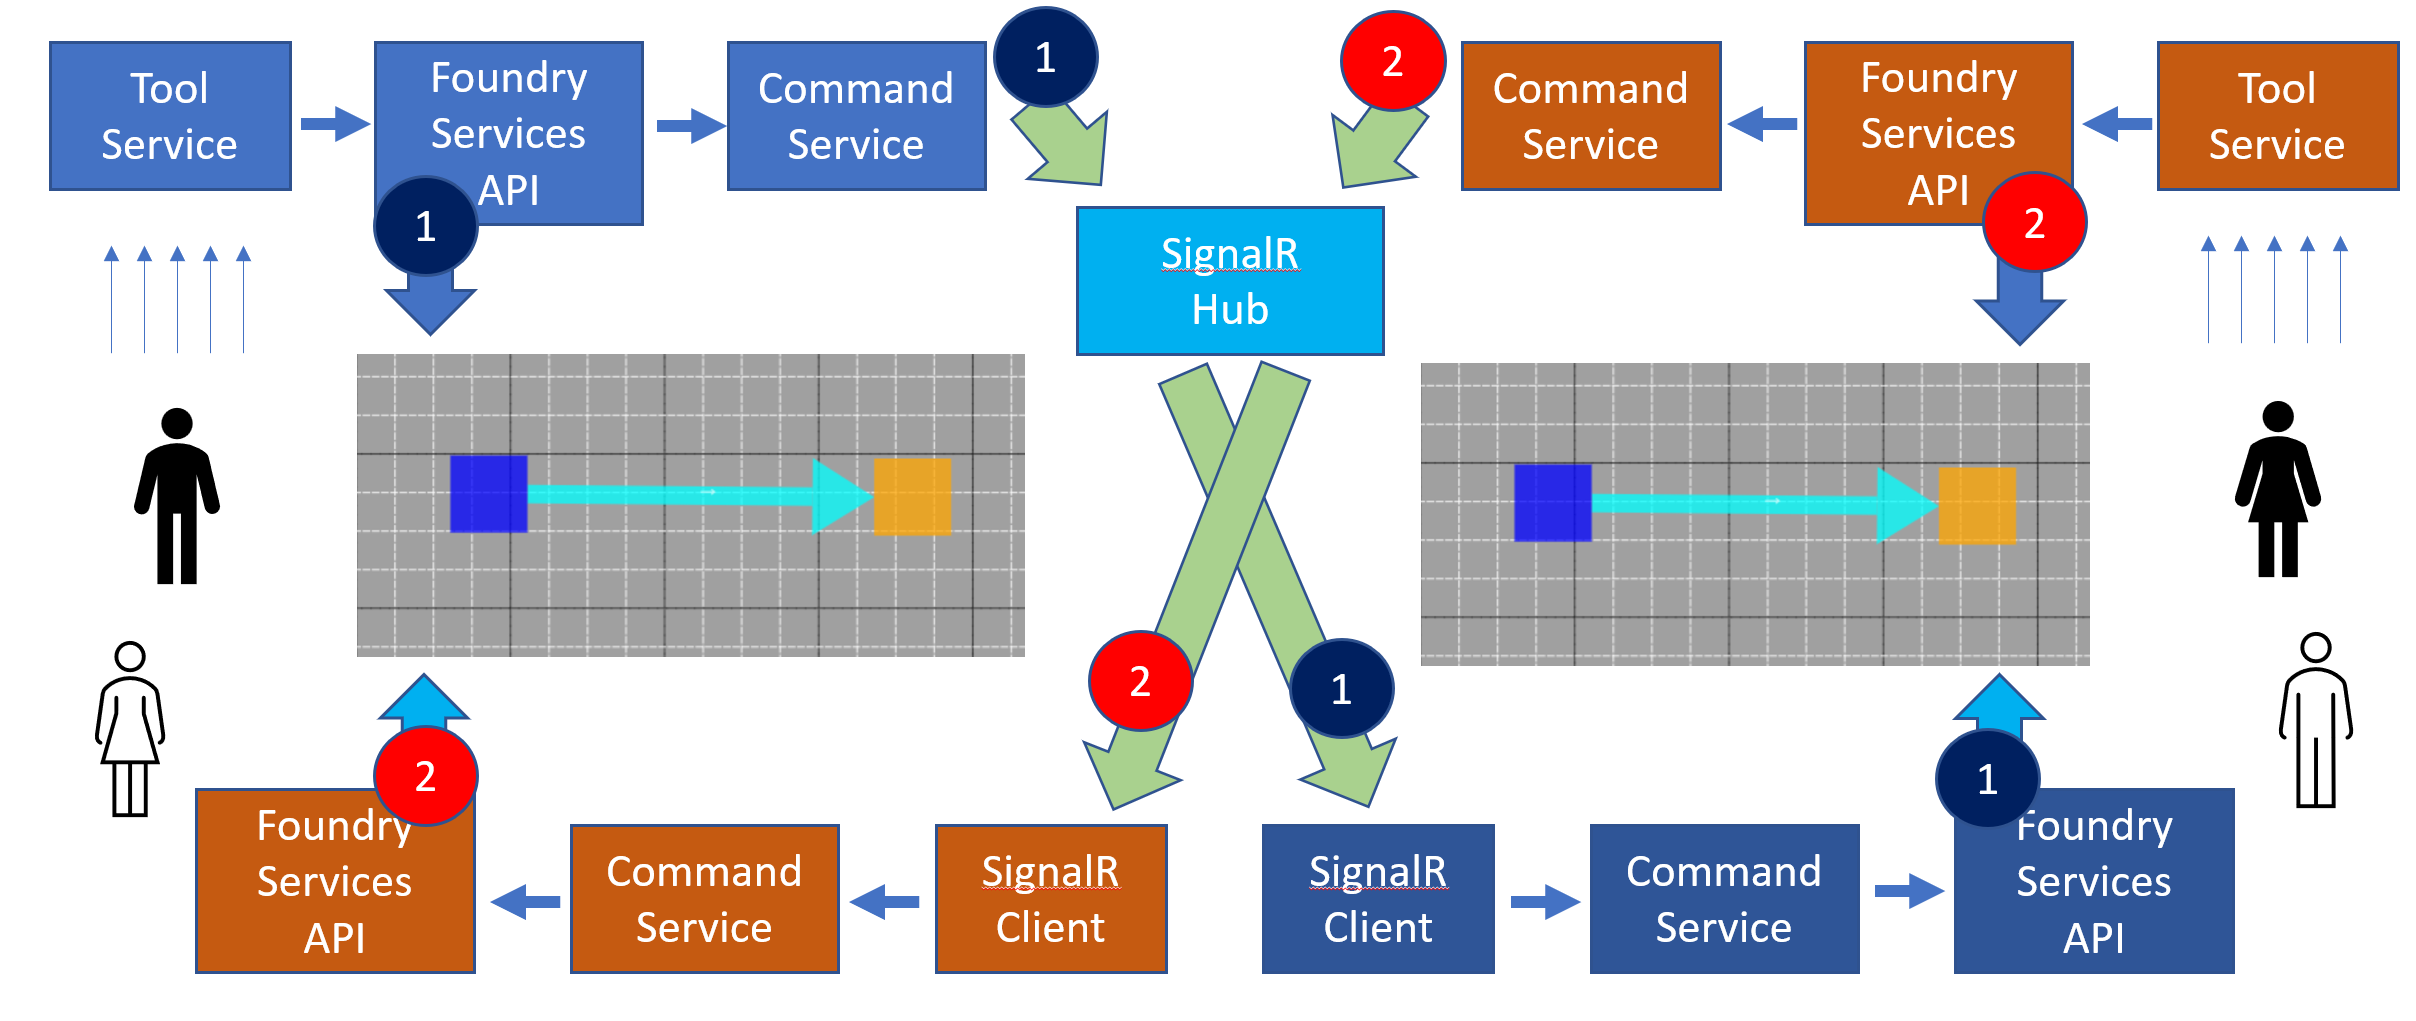 Tool
Service
Foundry
Services
API
1
Command
Service
1
2
Command
Service
Foundry
Services
API
2
Tool
Service
SignalR
Hub
2
1
2
Foundry
Services
API
Command
Service
SignalR
Client
SignalR
Client
Command
Service
1
Foundry
Services
API